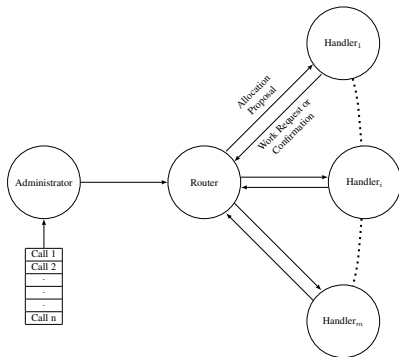 Handler₁
Allocation
Proposal
Work Request or
Confirmation
Administrator
Router
Handlerᵢ
Call 1
Call 2
.
.
.
Call n
Handlerₘ